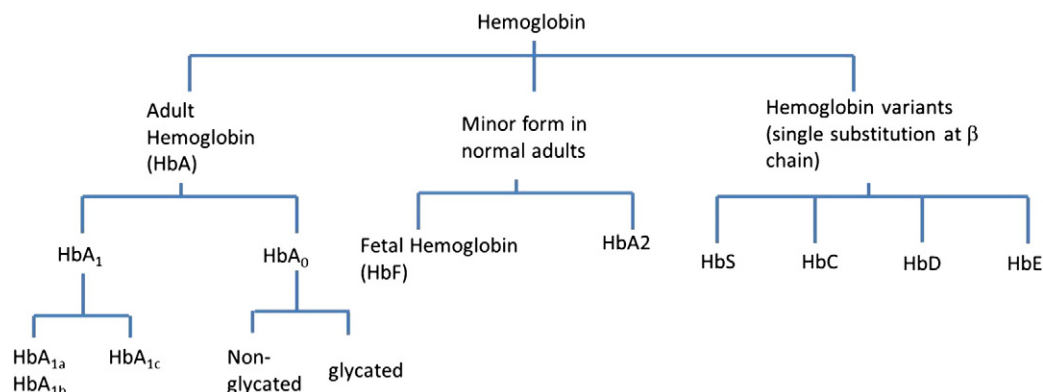 Hemoglobin
Adult
Hemoglobin
(HbA)
Minor form in
normal adults
Hemoglobin variants
(single substitution at β
chain)
HbA₁
HbA₀
Fetal Hemoglobin
(HbF)
HbA2
HbS
HbC
HbD
HbE
HbA₁ₐ
HbA₁b
HbA₁c
Non-
glycated
glycated